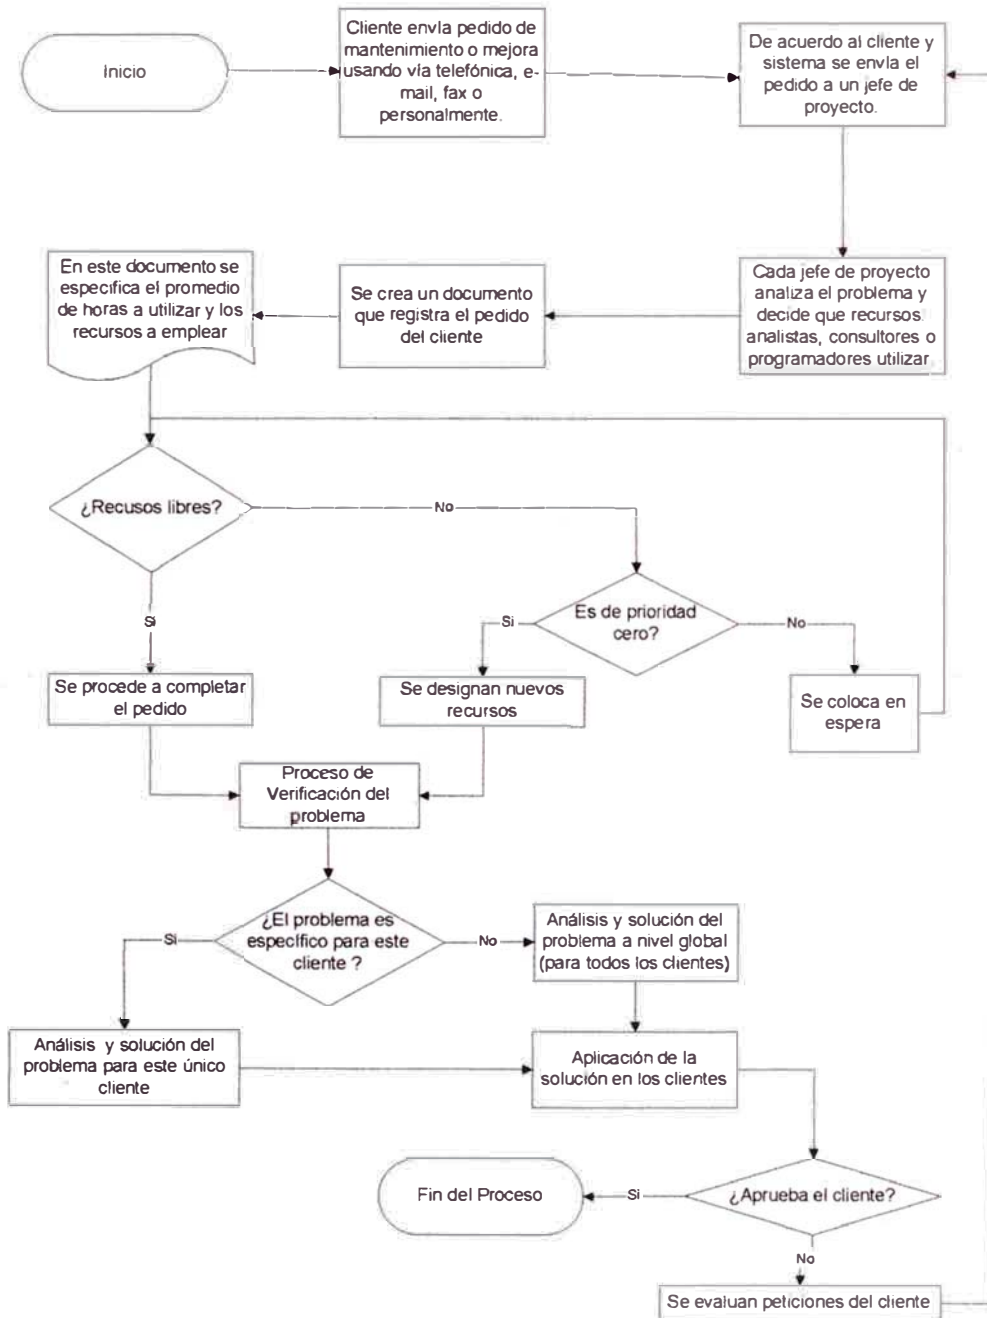 Inicio
Cliente envía pedido de
mantenimiento o mejora
usando vía telefónica, e-
mail, fax o
personalmente.
De acuerdo al cliente y
sistema se envía el
pedido a un jefe de
proyecto.
En este documento se
especifica el promedio
de horas a utilizar y los
recursos a emplear
Se crea un documento
que registra el pedido
del cliente
Cada jefe de proyecto
analiza el problema y
decide que recursos
analistas, consultores o
programadores utilizar
¿Recusos libres?
No
Es de prioridad
cero?
Si
Si
No
Se procede a completar
el pedido
Se designan nuevos
recursos
Se coloca en
espera
Proceso de
Verificación del
problema
¿El problema es
específico para este
cliente ?
Si
No
Análisis y solución del
problema a nivel global
(para todos los clientes)
Análisis y solución del
problema para este único
cliente
Aplicación de la
solución en los clientes
Fin del Proceso
Si
¿Aprueba el cliente?
No
Se evaluan peticiones del cliente